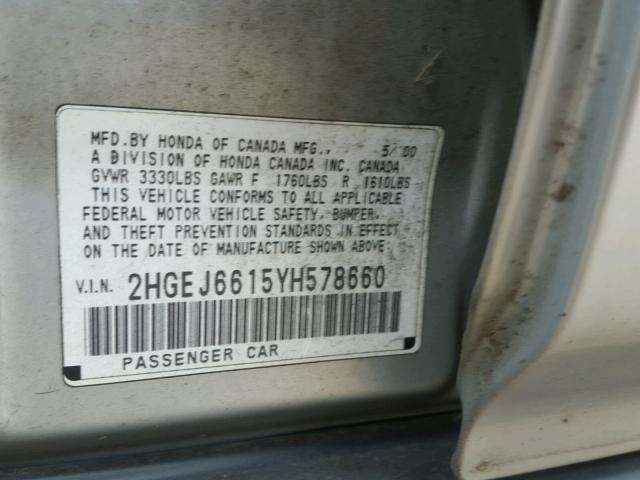 MFD.BY HONDA OF CANADA MFG., 5/'00
A DIVISION OF HONDA CANADA INC. CANADA
GVWR 3330LBS GAWR F 1760LBS R 1610LBS
THIS VEHICLE CONFORMS TO ALL APPLICABLE
FEDERAL MOTOR VEHICLE SAFETY, BUMPER,
AND THEFT PREVENTION STANDARDS IN EFFECT
ON THE DATE OF MANUFACTURE SHOWN ABOVE.
V.I.N. 2HGEJ6615YH578660
PASSENGER CAR